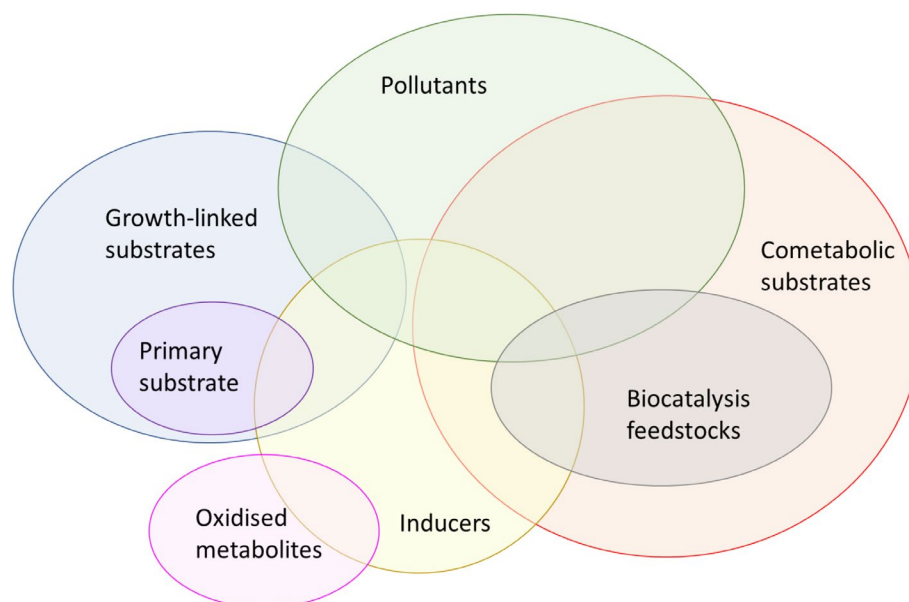 Pollutants
Growth-linked
substrates
Cometabolic
substrates
Primary
substrate
Biocatalysis
feedstocks
Oxidised
metabolites
Inducers